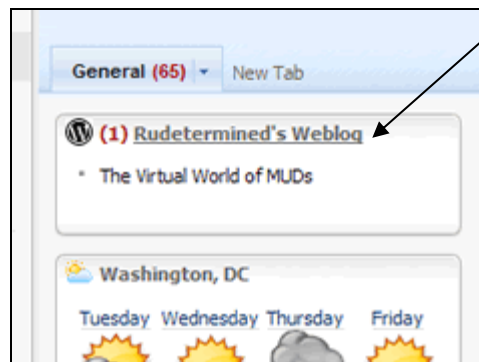 General (65) New Tab
(1) Rudetermined's Weblog
The Virtual World of MUDs
Washington, DC
Tuesday Wednesday Thursday Friday